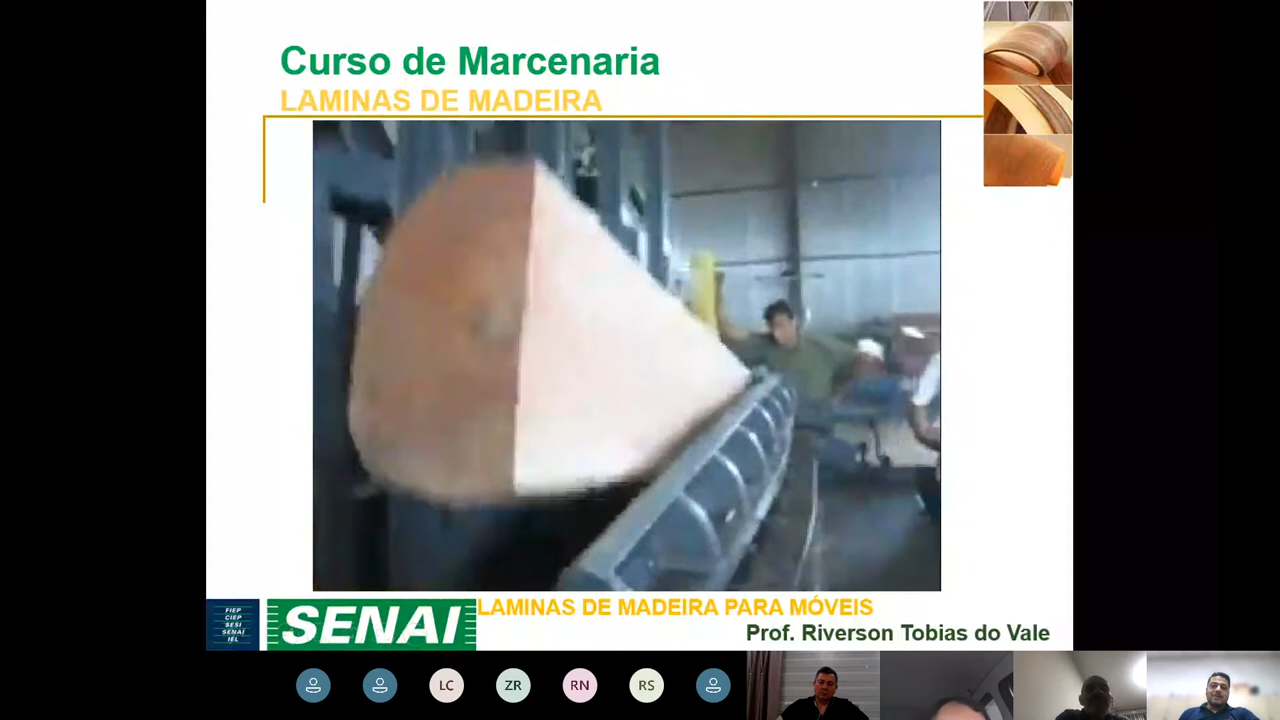 Curso de Marcenaria
LAMINAS DE MADEIRA
FIEP
CIEP
SESI
SENAI
IEL
SENAI
LAMINAS DE MADEIRA PARA MÓVEIS
Prof. Riverson Tobias do Vale
LC
ZR
RN
RS